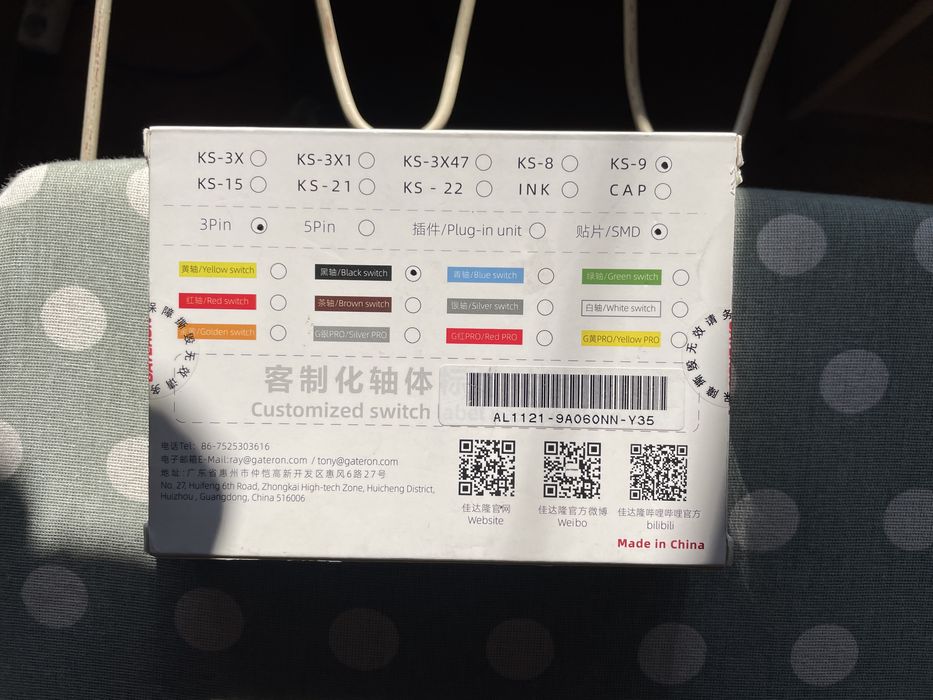 KS-3X KS-3X1 KS-3X47 KS-8 KS-9
KS-15 KS-21 KS-22 INK CAP
3Pin 5Pin 插件/Plug-in unit 贴片/SMD
黄轴/Yellow switch 黑轴/Black switch 青轴/Blue switch 绿轴/Green switch
红轴/Red switch 茶轴/Brown switch 银轴/Silver switch 白轴/White switch
/Golden switch G银PRO/Silver PRO G红PRO/Red PRO G黄PRO/Yellow PRO
客制化轴体标
Customized switch label
AL1121-9A060NN-Y35
电话Tel: 86-7525303616
电子邮箱E-Mail:ray@gateron.com / tony@gateron.com
地址:广东省惠州市仲恺高新开发区惠风6路27号
No. 27, Huifeng 6th Road, Zhongkai High-tech Zone, Huicheng District,
Huizhou, Guangdong, China 516006
佳达隆官网 佳达隆官方微博 佳达隆哔哩哔哩官方
Website Weibo bilibili
Made in China